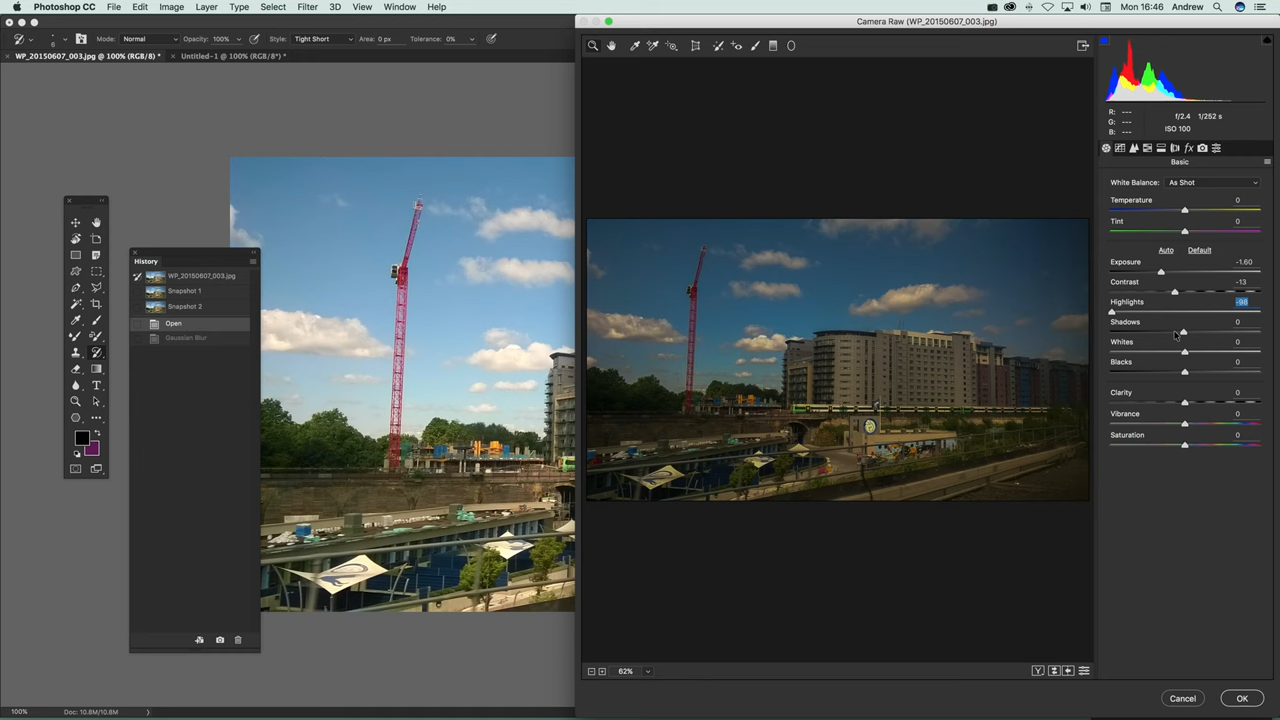 Photoshop CC File Edit Image Layer Type Select Filter 3D View Window Help Mon 16:46 Andrew
Camera Raw (WP_20150607_003.jpg)
6 Mode: Normal Opacity: 100% Style: Tight Short Area: 0 px Tolerance: 0%
× WP_20150607_003.jpg @ 100% (RGB/8) * × Untitled-1 @ 100% (RGB/8*) *
R: ---
G: ---
B: ---
f/2.4 1/252 s
ISO 100
fx
Basic
White Balance: As Shot
Temperature 0
Tint 0
Auto Default
Exposure -1.60
Contrast -13
Highlights -98
Shadows 0
Whites 0
Blacks 0
Clarity 0
Vibrance 0
Saturation 0
History
WP_20150607_003.jpg
Snapshot 1
Snapshot 2
Open
Gaussian Blur
62%
Y
Cancel OK
100% Doc: 10.8M/10.8M